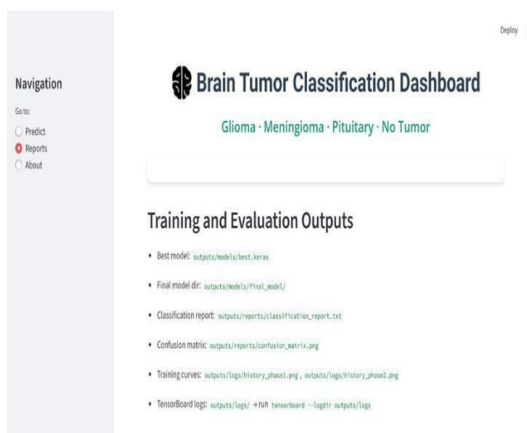 Deploy
Navigation
Go to:
Predict
Reports
About
Brain Tumor Classification Dashboard
Glioma · Meningioma · Pituitary · No Tumor
Training and Evaluation Outputs
• Best model: outputs/models/best.keras
• Final model dir: outputs/models/final_model/
• Classification report: outputs/reports/classification_report.txt
• Confusion matrix: outputs/reports/confusion_matrix.png
• Training curves: outputs/logs/history_phase1.png , outputs/logs/history_phase2.png
• TensorBoard logs: outputs/logs/ → run tensorboard --logdir outputs/logs